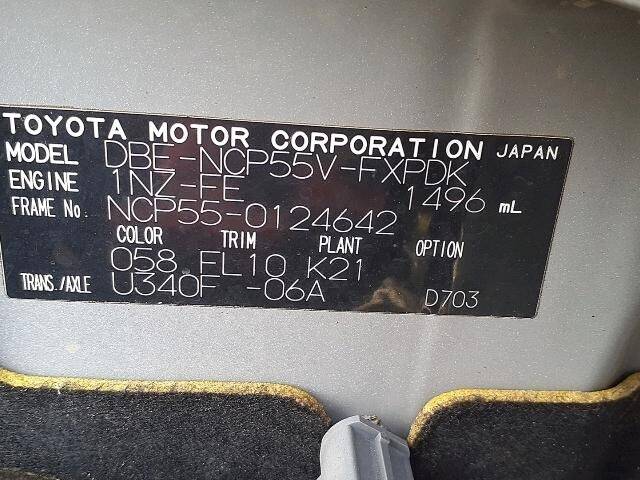 TOYOTA MOTOR CORPORATION JAPAN
MODEL DBE-NCP55V-FXPDK
ENGINE 1NZ-FE 1496 mL
FRAME No. NCP55-0124642
COLOR TRIM PLANT OPTION
058 FL10 K21
TRANS./AXLE U340F -06A D703